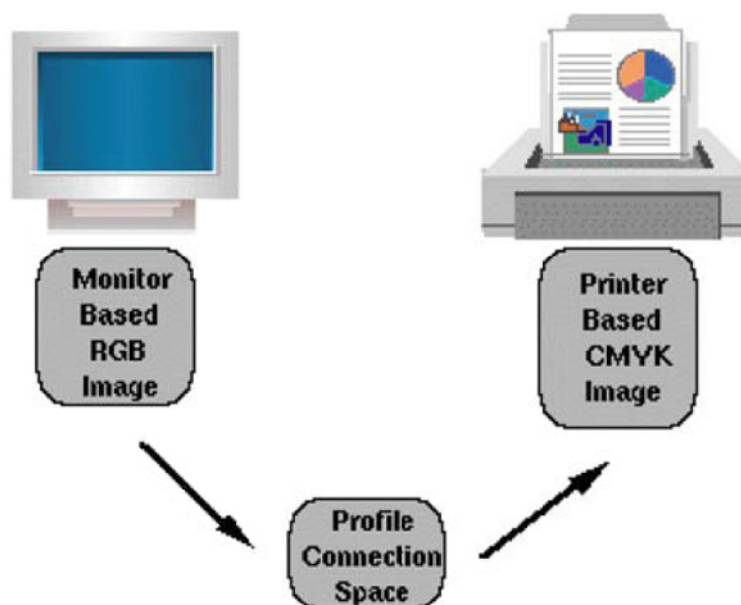 Monitor
Based
RGB
Image
Printer
Based
CMYK
Image
Profile
Connection
Space